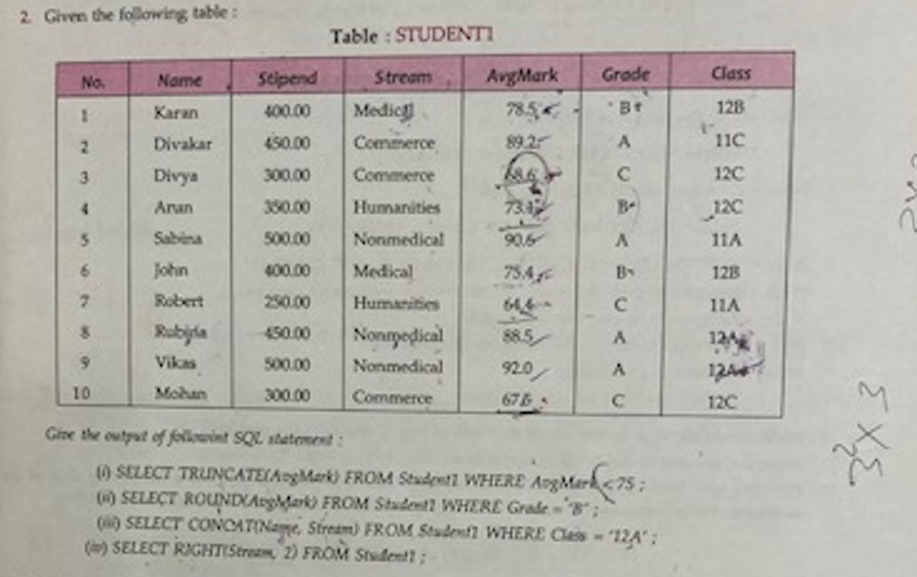 2. Given the following table :
Table : STUDENT1
No. Name Stipend Stream AvgMark Grade Class
1 Karan 400.00 Medical 78.5 B 12B
2 Divakar 450.00 Commerce 89.2 A 11C
3 Divya 300.00 Commerce 68.6 C 12C
4 Arun 350.00 Humanities 73.1 B 12C
5 Sabina 500.00 Nonmedical 90.6 A 11A
6 John 400.00 Medical 75.4 B 12B
7 Robert 250.00 Humanities 64.4 C 11A
8 Rubina 450.00 Nonmedical 88.5 A 12A
9 Vikas 500.00 Nonmedical 92.0 A 12A
10 Mohan 300.00 Commerce 67.5 C 12C
Give the output of followint SQL statement :
(i) SELECT TRUNCATE(AvgMark) FROM Student1 WHERE AvgMark < 75 ;
(ii) SELECT ROUND(AvgMark) FROM Student1 WHERE Grade = 'B' ;
(iii) SELECT CONCAT(Name, Stream) FROM Student1 WHERE Class = '12A' ;
(iv) SELECT RIGHT(Stream, 2) FROM Student1 ;